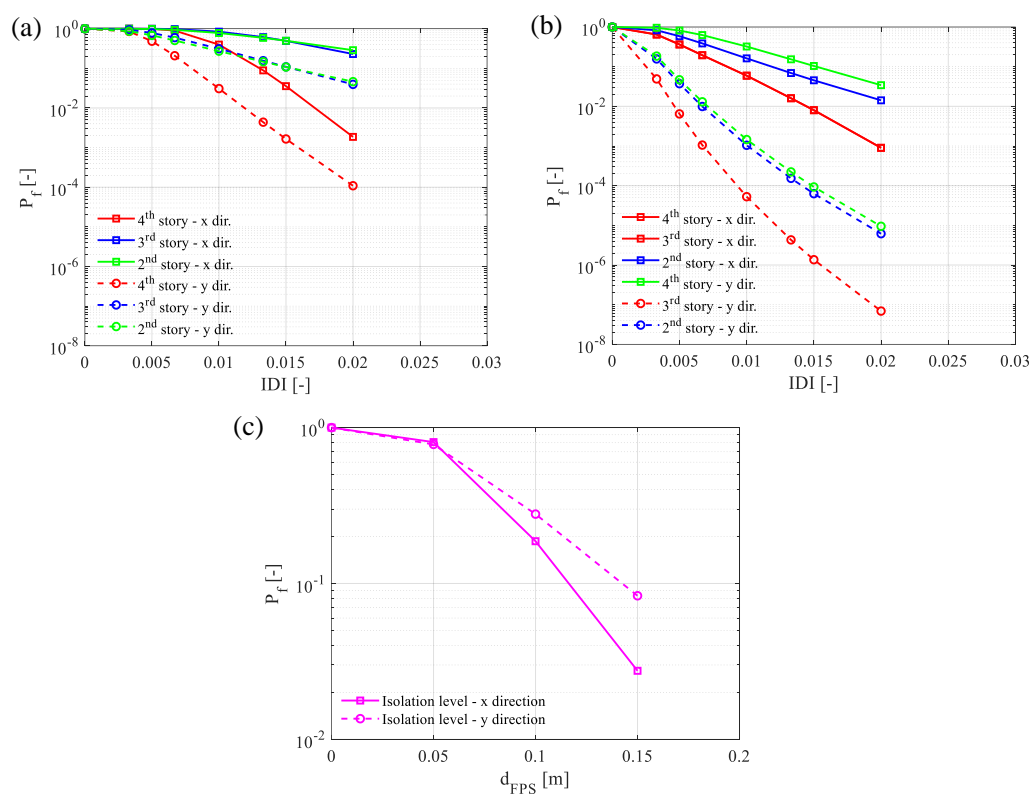 (a)
P_f [-]
10^0
10^-2
10^-4
10^-6
10^-8
4^th story - x dir.
3^rd story - x dir.
2^nd story - x dir.
4^th story - y dir.
3^rd story - y dir.
2^nd story - y dir.
0 0.005 0.01 0.015 0.02 0.025 0.03
IDI [-]
(b)
P_f [-]
10^0
10^-2
10^-4
10^-6
10^-8
4^th story - x dir.
3^rd story - x dir.
2^nd story - x dir.
4^th story - y dir.
3^rd story - y dir.
2^nd story - y dir.
0 0.005 0.01 0.015 0.02 0.025 0.03
IDI [-]
(c)
P_f [-]
10^0
10^-1
10^-2
Isolation level - x direction
Isolation level - y direction
0 0.05 0.1 0.15 0.2
d_FPS [m]